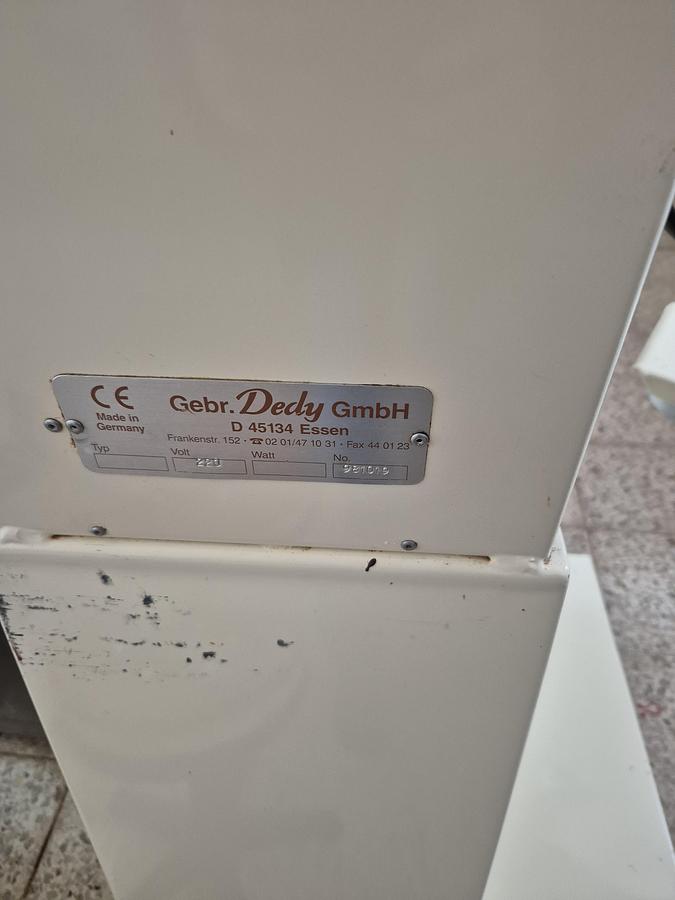 CE
Made in
Germany
Gebr. Dedy GmbH
D 45134 Essen
Frankenstr. 152 · ☎ 02 01/47 10 31 · Fax 44 01 23
Typ
Volt
220
Watt
No.
981019